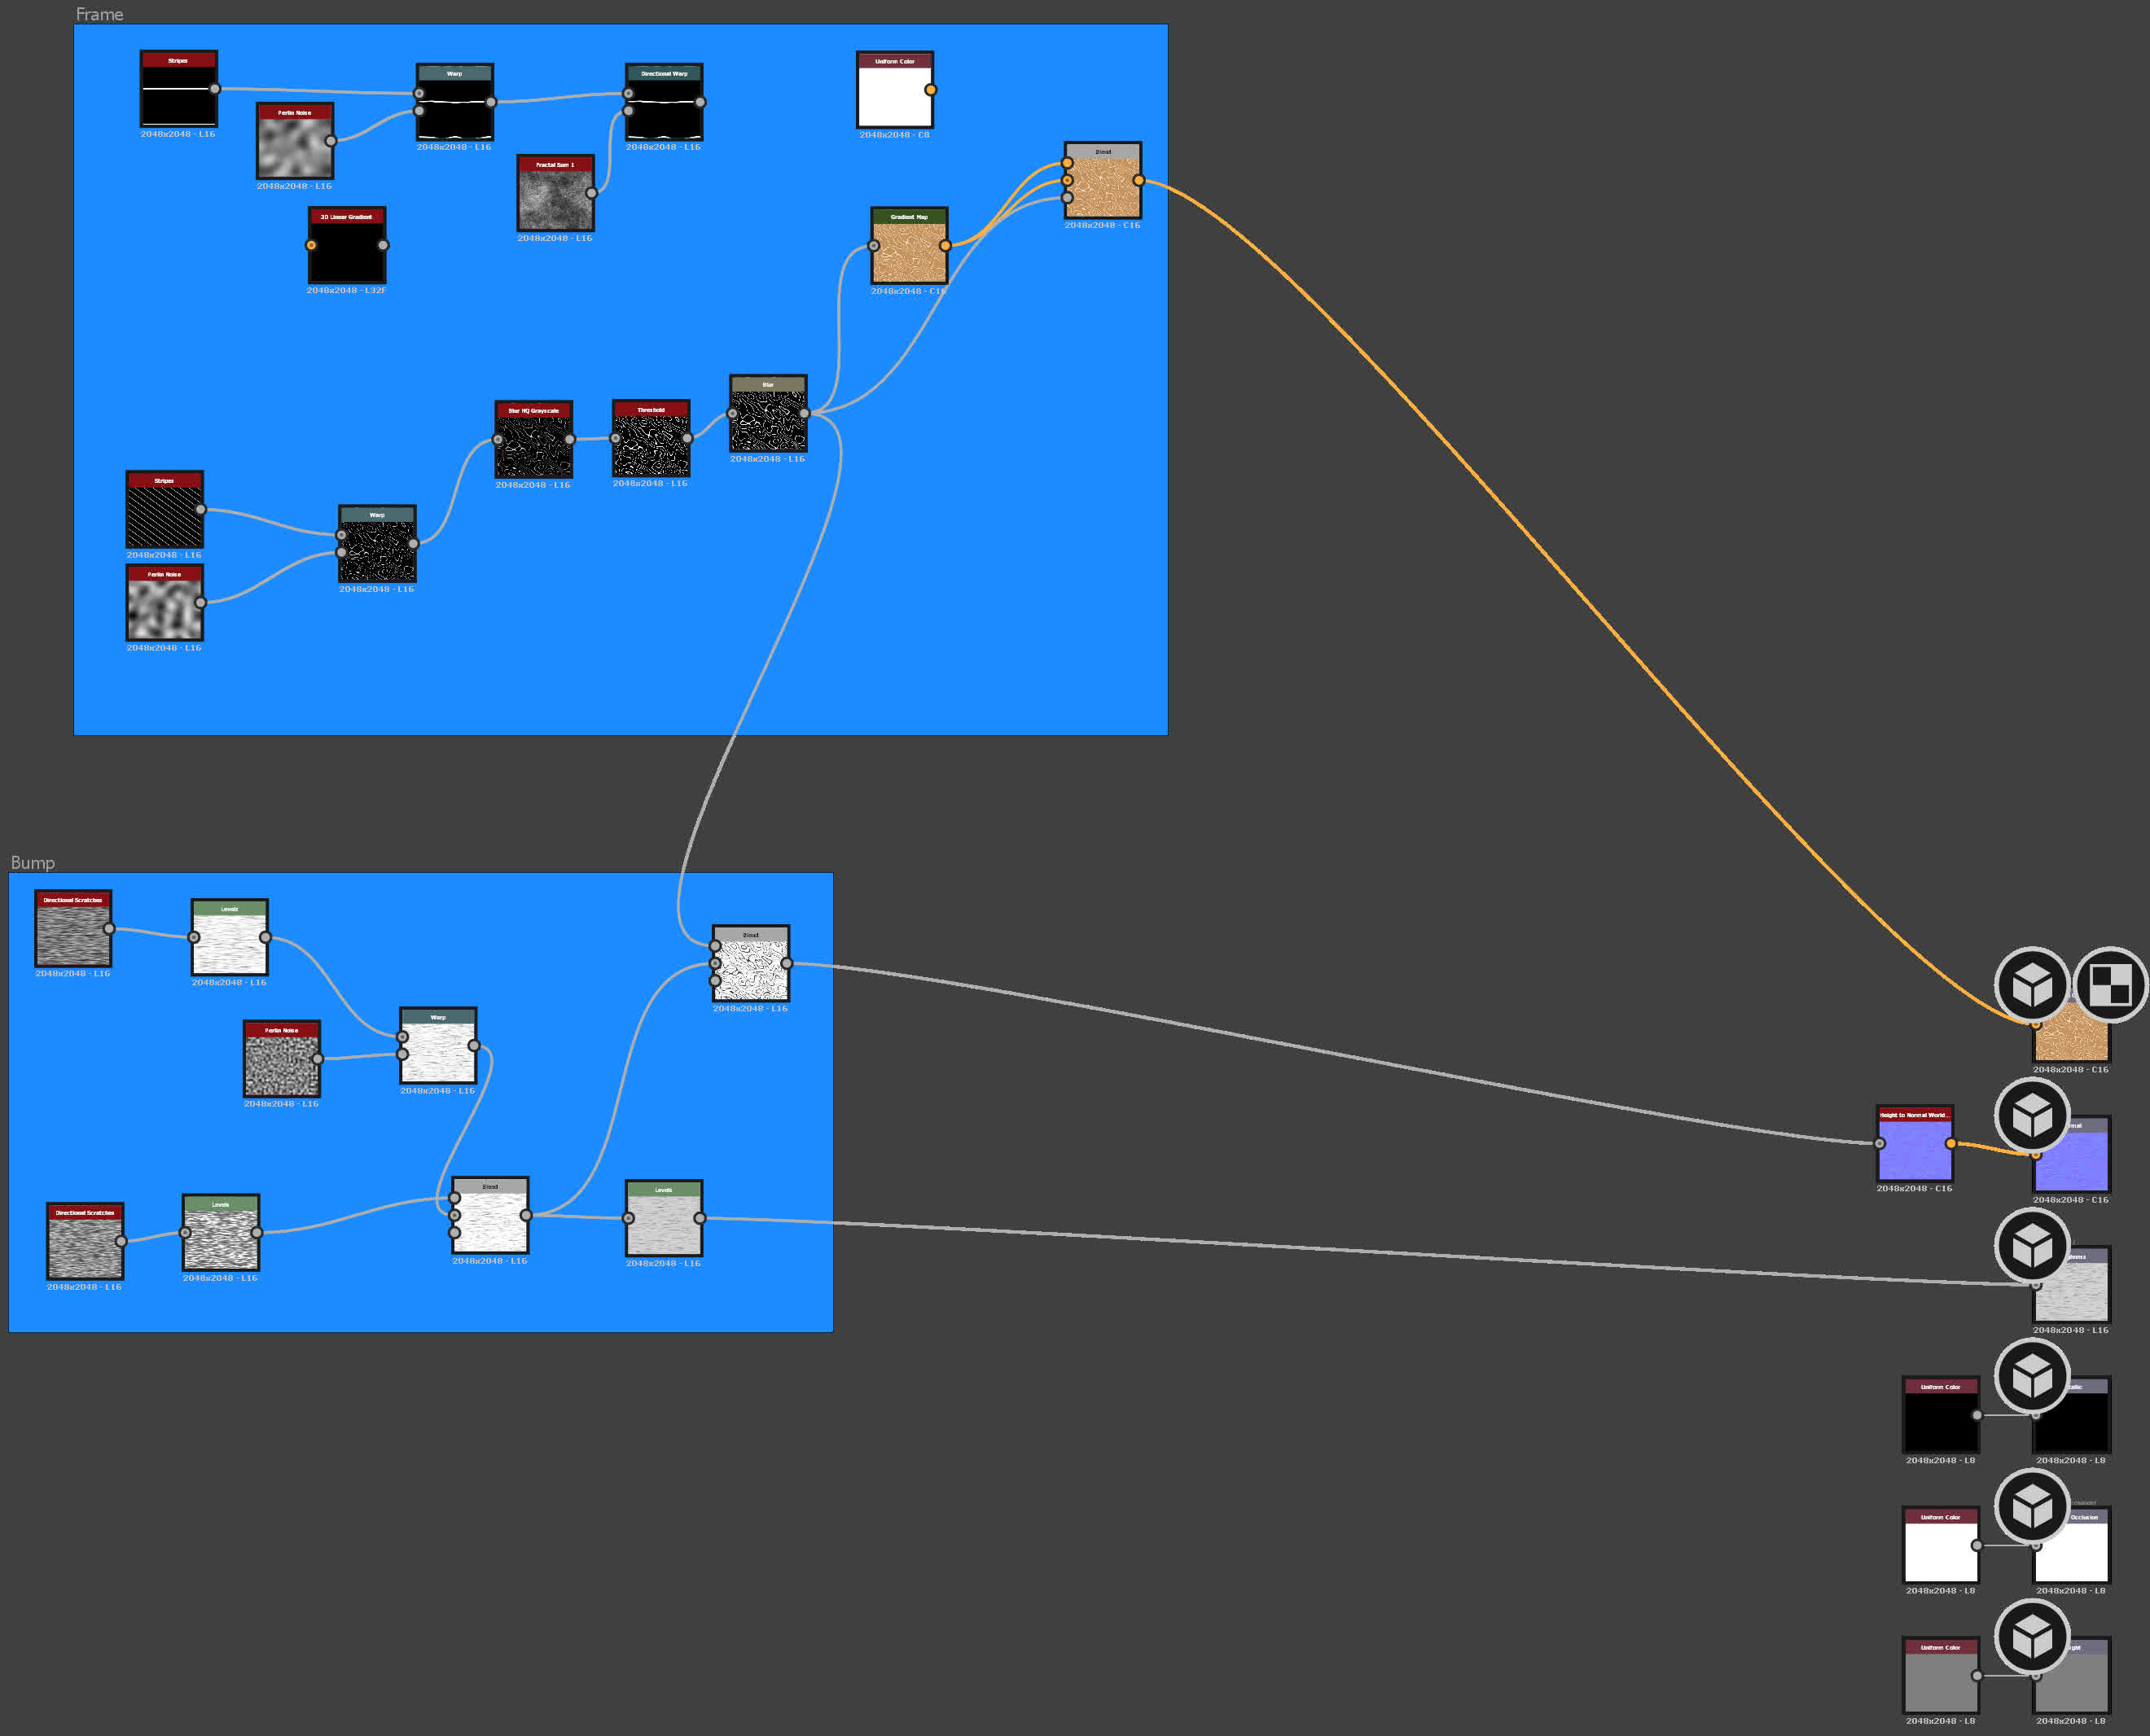 Frame
Stripes
2048x2048 - L16
Perlin Noise
2048x2048 - L16
Warp
2048x2048 - L16
Directional Warp
2048x2048 - L16
Uniform Color
2048x2048 - C8
Fractal Sum 1
2048x2048 - L16
Blend
2048x2048 - C16
3D Linear Gradient
2048x2048 - L32F
Gradient Map
2048x2048 - C16
Blur HQ Grayscale
2048x2048 - L16
Threshold
2048x2048 - L16
Blur
2048x2048 - L16
Stripes
2048x2048 - L16
Warp
2048x2048 - L16
Perlin Noise
2048x2048 - L16
Bump
Directional Scratches
2048x2048 - L16
Levels
2048x2048 - L16
Blend
2048x2048 - L16
Perlin Noise
2048x2048 - L16
Warp
2048x2048 - L16
Directional Scratches
2048x2048 - L16
Levels
2048x2048 - L16
Blend
2048x2048 - L16
Levels
2048x2048 - L16
2048x2048 - C16
Height to Normal World...
2048x2048 - C16
2048x2048 - C16
2048x2048 - L16
Uniform Color
2048x2048 - L8
2048x2048 - L8
Uniform Color
2048x2048 - L8
Occlusion
2048x2048 - L8
Uniform Color
2048x2048 - L8
2048x2048 - L8